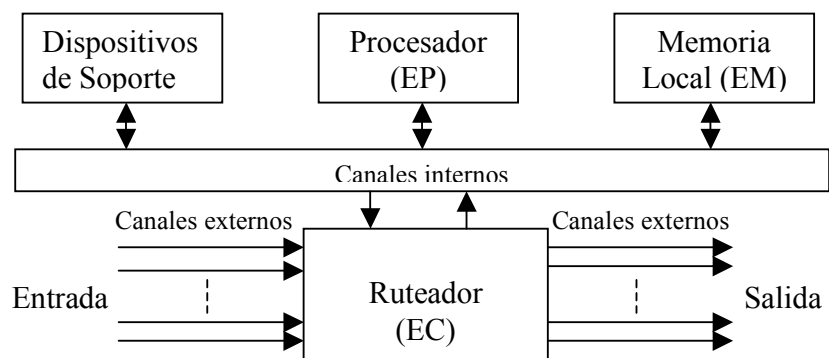 Dispositivos
de Soporte
Procesador
(EP)
Memoria
Local (EM)
Canales internos
Canales externos
Canales externos
Entrada
Ruteador
(EC)
Salida